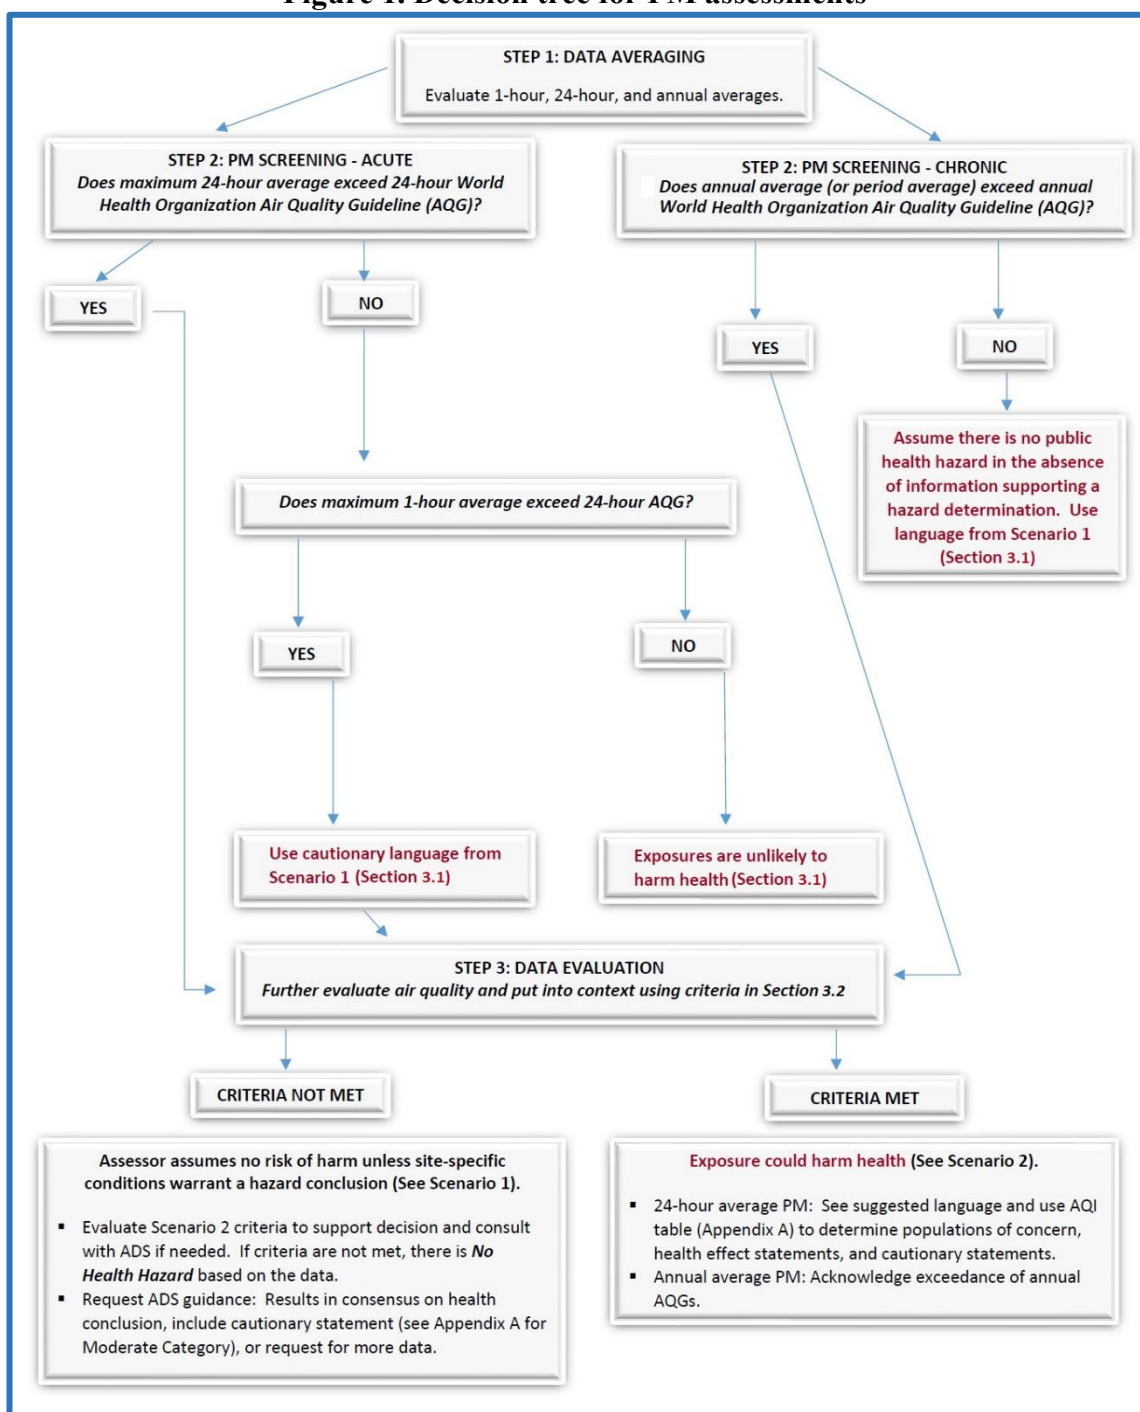 Figure 1. Decision tree for PM assessments
STEP 1: DATA AVERAGING
Evaluate 1-hour, 24-hour, and annual averages.
STEP 2: PM SCREENING - ACUTE
Does maximum 24-hour average exceed 24-hour World
Health Organization Air Quality Guideline (AQG)?
STEP 2: PM SCREENING - CHRONIC
Does annual average (or period average) exceed annual
World Health Organization Air Quality Guideline (AQG)?
YES
NO
YES
NO
Assume there is no public
health hazard in the absence
of information supporting a
hazard determination. Use
language from Scenario 1
(Section 3.1)
Does maximum 1-hour average exceed 24-hour AQG?
YES
NO
Use cautionary language from
Scenario 1 (Section 3.1)
Exposures are unlikely to
harm health (Section 3.1)
STEP 3: DATA EVALUATION
Further evaluate air quality and put into context using criteria in Section 3.2
CRITERIA NOT MET
CRITERIA MET
Assessor assumes no risk of harm unless site-specific
conditions warrant a hazard conclusion (See Scenario 1).
▪ Evaluate Scenario 2 criteria to support decision and consult
with ADS if needed. If criteria are not met, there is No
Health Hazard based on the data.
▪ Request ADS guidance: Results in consensus on health
conclusion, include cautionary statement (see Appendix A for
Moderate Category), or request for more data.
Exposure could harm health (See Scenario 2).
▪ 24-hour average PM: See suggested language and use AQI
table (Appendix A) to determine populations of concern,
health effect statements, and cautionary statements.
▪ Annual average PM: Acknowledge exceedance of annual
AQGs.